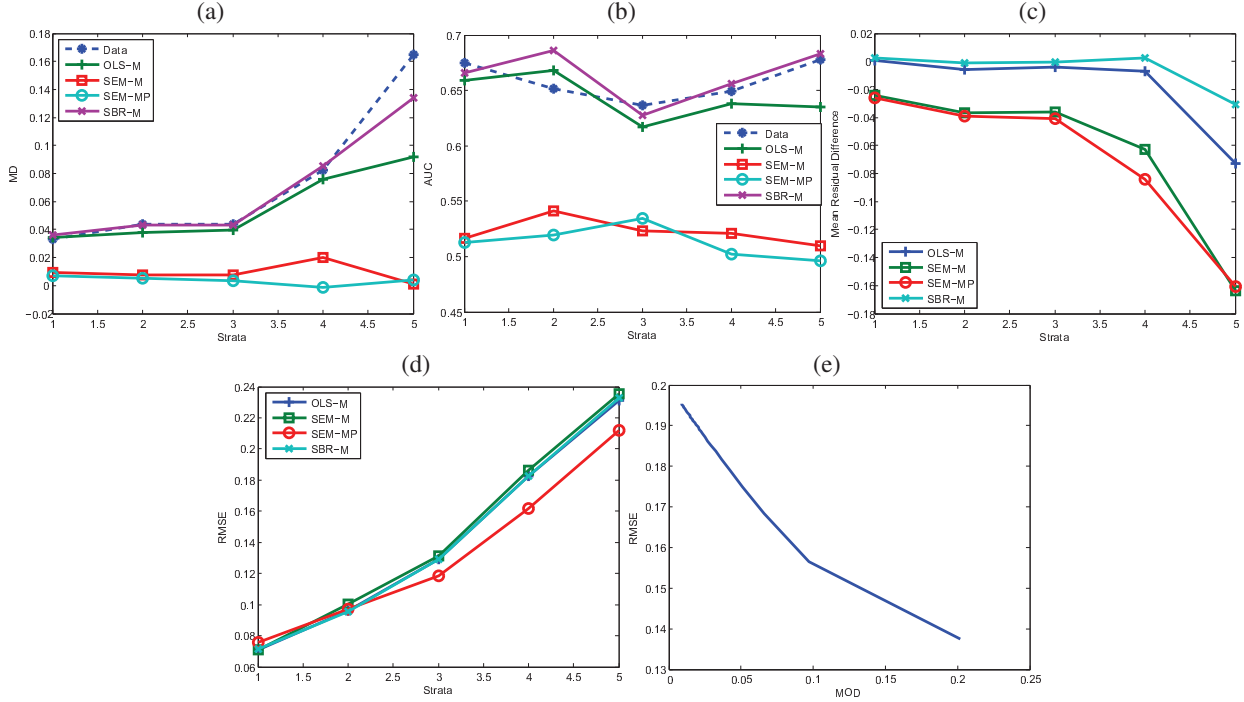 (a)
0.18
0.16
0.14
0.12
0.1
0.08
0.06
0.04
0.02
0
−0.02
MD
Data
OLS−M
SEM−M
SEM−MP
SBR−M
1 1.5 2 2.5 3 3.5 4 4.5 5
Strata
(b)
0.7
0.65
0.6
0.55
0.5
0.45
AUC
Data
OLS−M
SEM−M
SEM−MP
SBR−M
1 1.5 2 2.5 3 3.5 4 4.5 5
Strata
(c)
0.02
0
−0.02
−0.04
−0.06
−0.08
−0.1
−0.12
−0.14
−0.16
−0.18
Mean Residual Difference
OLS−M
SEM−M
SEM−MP
SBR−M
1 1.5 2 2.5 3 3.5 4 4.5 5
Strata
(d)
0.24
0.22
0.2
0.18
0.16
0.14
0.12
0.1
0.08
0.06
RMSE
OLS−M
SEM−M
SEM−MP
SBR−M
1 1.5 2 2.5 3 3.5 4 4.5 5
Strata
(e)
0.2
0.19
0.18
0.17
0.16
0.15
0.14
0.13
RMSE
0 0.05 0.1 0.15 0.2 0.25
MOD